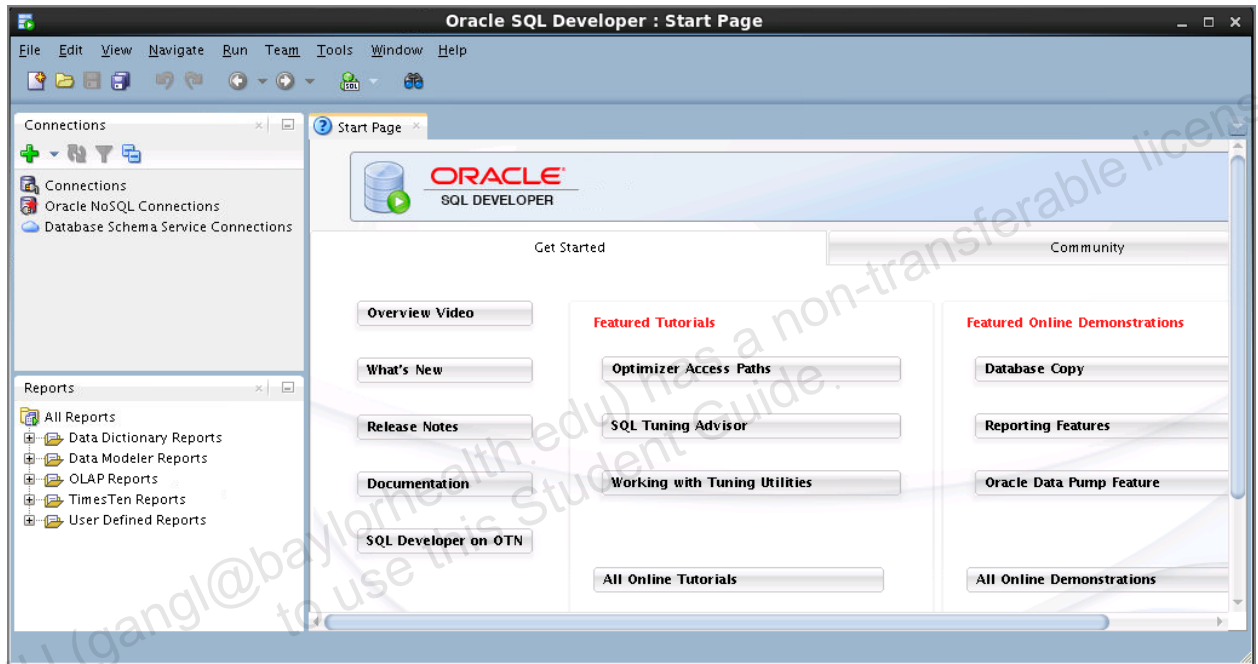 Oracle SQL Developer : Start Page
File Edit View Navigate Run Team Tools Window Help
SQL
Connections
Connections
Oracle NoSQL Connections
Database Schema Service Connections
Reports
All Reports
Data Dictionary Reports
Data Modeler Reports
OLAP Reports
TimesTen Reports
User Defined Reports
Start Page
ORACLE
SQL DEVELOPER
Get Started
Community
Overview Video
What's New
Release Notes
Documentation
SQL Developer on OTN
Featured Tutorials
Optimizer Access Paths
SQL Tuning Advisor
Working with Tuning Utilities
All Online Tutorials
Featured Online Demonstrations
Database Copy
Reporting Features
Oracle Data Pump Feature
All Online Demonstrations
(gangl@baylorhealth.edu) has a non-transferable licens
to use this Student Guide.